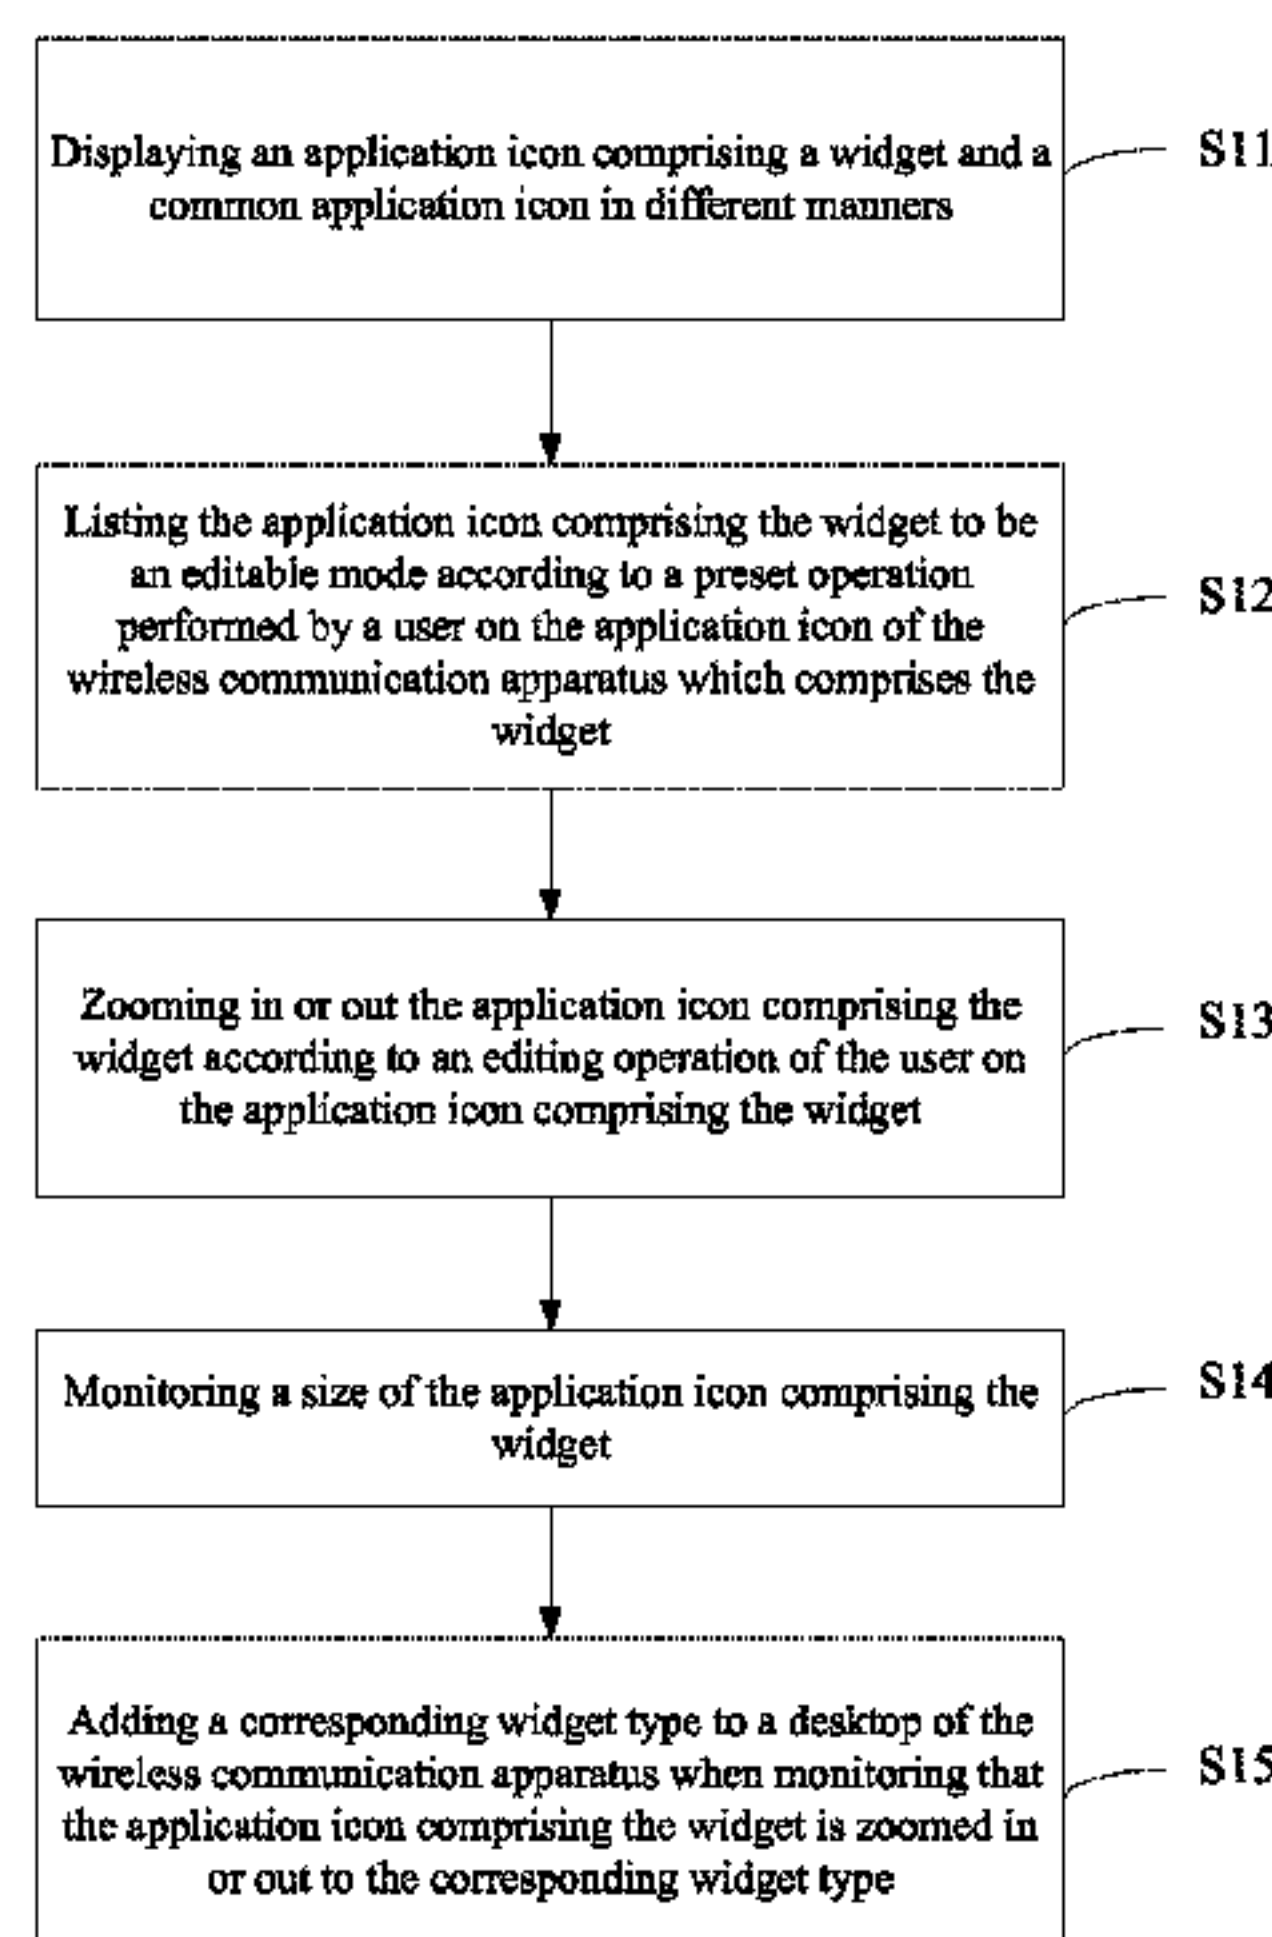 Displaying an application icon comprising a widget and a
common application icon in different manners
S11
Listing the application icon comprising the widget to be
an editable mode according to a preset operation
performed by a user on the application icon of the
wireless communication apparatus which comprises the
widget
S12
Zooming in or out the application icon comprising the
widget according to an editing operation of the user on
the application icon comprising the widget
S13
Monitoring a size of the application icon comprising the
widget
S14
Adding a corresponding widget type to a desktop of the
wireless communication apparatus when monitoring that
the application icon comprising the widget is zoomed in
or out to the corresponding widget type
S15